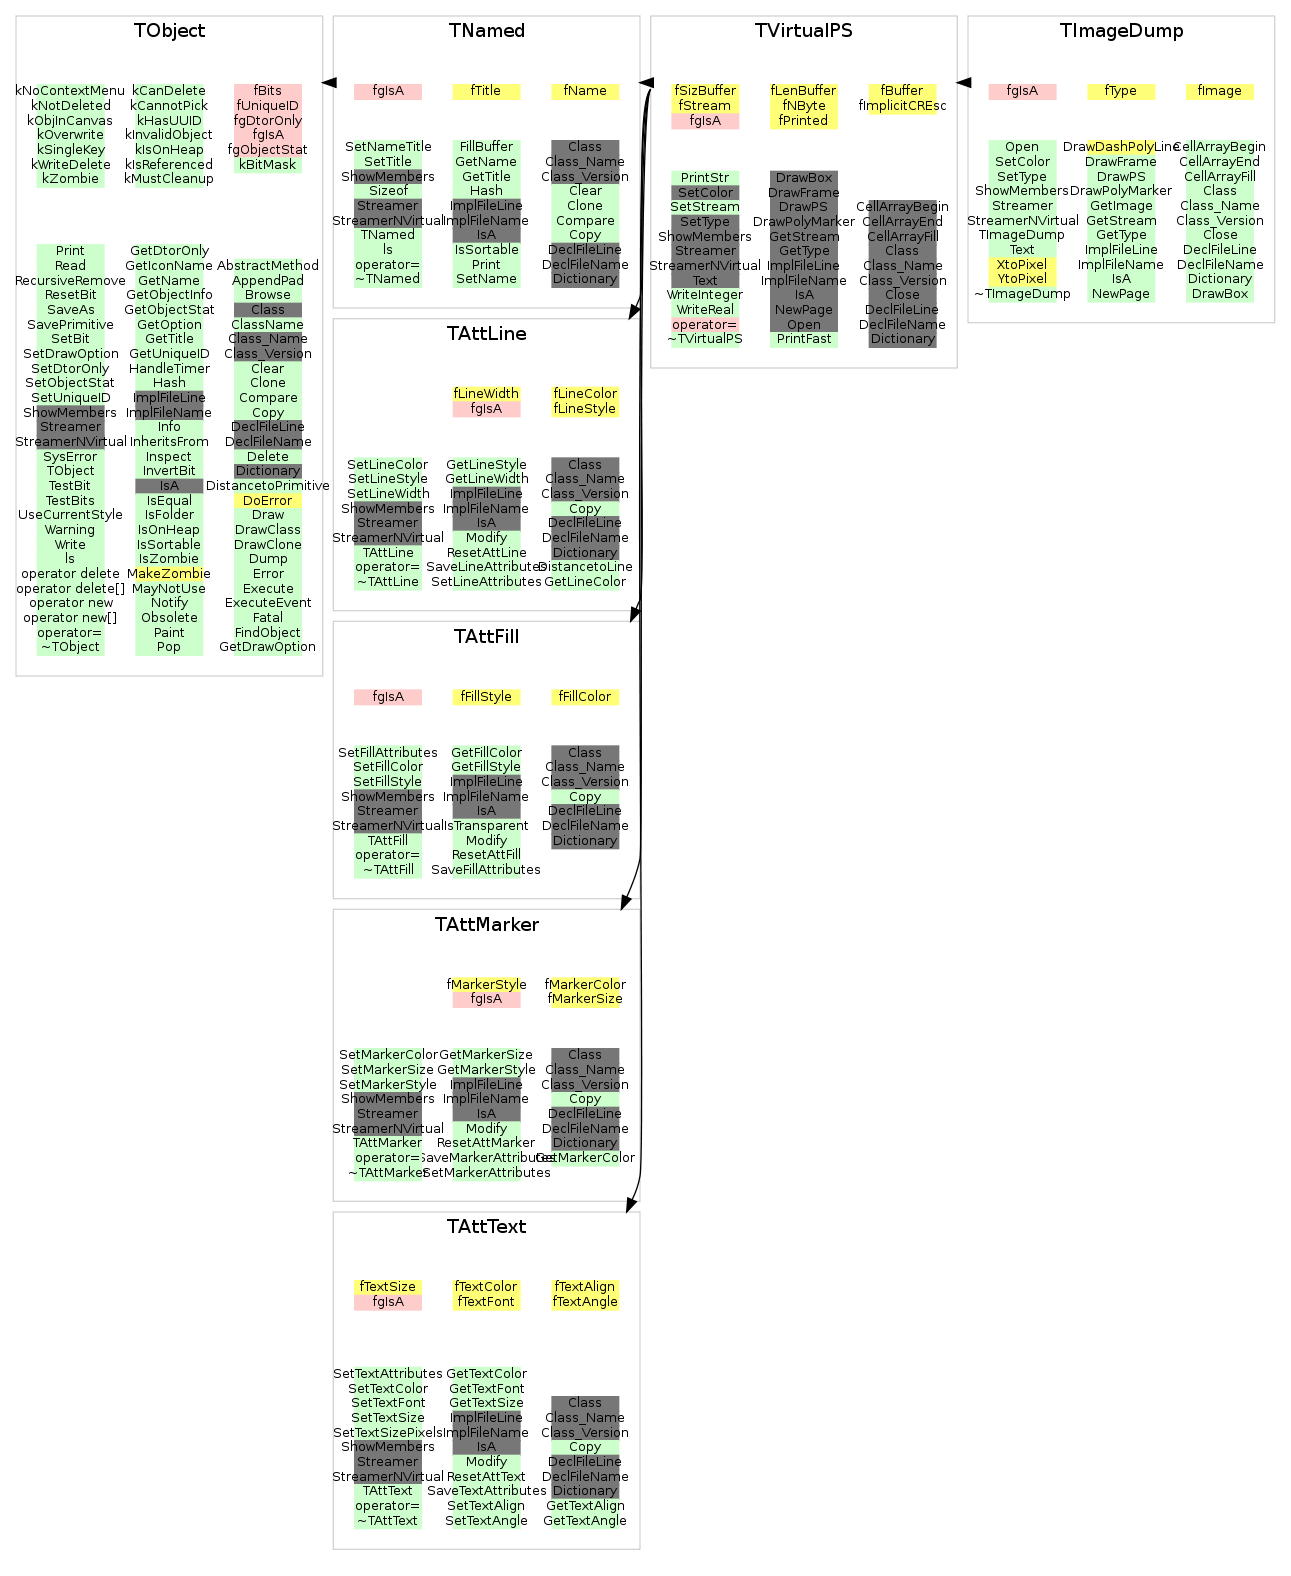 TObject
kNoContextMenu kCanDelete fBits
kNotDeleted kCannotPick fUniqueID
kObjInCanvas kHasUUID fgDtorOnly
kOverwrite kInvalidObject fgIsA
kSingleKey kIsOnHeap fgObjectStat
kWriteDelete kIsReferenced kBitMask
kZombie kMustCleanup
Print GetDtorOnly
Read GetIconName AbstractMethod
RecursiveRemove GetName AppendPad
ResetBit GetObjectInfo Browse
SaveAs GetObjectStat Class
SavePrimitive GetOption ClassName
SetBit GetTitle Class_Name
SetDrawOption GetUniqueID Class_Version
SetDtorOnly HandleTimer Clear
SetObjectStat Hash Clone
SetUniqueID ImplFileLine Compare
ShowMembers ImplFileName Copy
Streamer Info DeclFileLine
StreamerNVirtual InheritsFrom DeclFileName
SysError Inspect Delete
TObject InvertBit Dictionary
TestBit IsA DistancetoPrimitive
TestBits IsEqual DoError
UseCurrentStyle IsFolder Draw
Warning IsOnHeap DrawClass
Write IsSortable DrawClone
ls IsZombie Dump
operator delete MakeZombie Error
operator delete[] MayNotUse Execute
operator new Notify ExecuteEvent
operator new[] Obsolete Fatal
operator= Paint FindObject
~TObject Pop GetDrawOption
TNamed
fgIsA fTitle fName
SetNameTitle FillBuffer Class
SetTitle GetName Class_Name
ShowMembers GetTitle Class_Version
Sizeof Hash Clear
Streamer ImplFileLine Clone
StreamerNVirtual ImplFileName Compare
TNamed IsA Copy
ls IsSortable DeclFileLine
operator= Print DeclFileName
~TNamed SetName Dictionary
TVirtualPS
fSizBuffer fLenBuffer fBuffer
fStream fNByte fImplicitCREsc
fgIsA fPrinted
PrintStr DrawBox
SetColor DrawFrame
SetStream DrawPS CellArrayBegin
SetType DrawPolyMarker CellArrayEnd
ShowMembers GetStream CellArrayFill
Streamer GetType Class
StreamerNVirtual ImplFileLine Class_Name
Text ImplFileName Class_Version
WriteInteger IsA Close
WriteReal NewPage DeclFileLine
operator= Open DeclFileName
~TVirtualPS PrintFast Dictionary
TImageDump
fgIsA fType fImage
Open DrawDashPolyLine CellArrayBegin
SetColor DrawFrame CellArrayEnd
SetType DrawPS CellArrayFill
ShowMembers DrawPolyMarker Class
Streamer GetImage Class_Name
StreamerNVirtual GetStream Class_Version
TImageDump GetType Close
Text ImplFileLine DeclFileLine
XtoPixel ImplFileName DeclFileName
YtoPixel IsA Dictionary
~TImageDump NewPage DrawBox
TAttLine
fLineWidth fLineColor
fgIsA fLineStyle
SetLineColor GetLineStyle Class
SetLineStyle GetLineWidth Class_Name
SetLineWidth ImplFileLine Class_Version
ShowMembers ImplFileName Copy
Streamer IsA DeclFileLine
StreamerNVirtual Modify DeclFileName
TAttLine ResetAttLine Dictionary
operator= SaveLineAttributes DistancetoLine
~TAttLine SetLineAttributes GetLineColor
TAttFill
fgIsA fFillStyle fFillColor
SetFillAttributes GetFillColor Class
SetFillColor GetFillStyle Class_Name
SetFillStyle ImplFileLine Class_Version
ShowMembers ImplFileName Copy
Streamer IsA DeclFileLine
StreamerNVirtual IsTransparent DeclFileName
TAttFill Modify Dictionary
operator= ResetAttFill
~TAttFill SaveFillAttributes
TAttMarker
fMarkerStyle fMarkerColor
fgIsA fMarkerSize
SetMarkerColor GetMarkerSize Class
SetMarkerSize GetMarkerStyle Class_Name
SetMarkerStyle ImplFileLine Class_Version
ShowMembers ImplFileName Copy
Streamer IsA DeclFileLine
StreamerNVirtual Modify DeclFileName
TAttMarker ResetAttMarker Dictionary
operator= SaveMarkerAttributes GetMarkerColor
~TAttMarker SetMarkerAttributes
TAttText
fTextSize fTextColor fTextAlign
fgIsA fTextFont fTextAngle
SetTextAttributes GetTextColor
SetTextColor GetTextFont
SetTextFont GetTextSize Class
SetTextSize ImplFileLine Class_Name
SetTextSizePixels ImplFileName Class_Version
ShowMembers IsA Copy
Streamer Modify DeclFileLine
StreamerNVirtual ResetAttText DeclFileName
TAttText SaveTextAttributes Dictionary
operator= SetTextAlign GetTextAlign
~TAttText SetTextAngle GetTextAngle